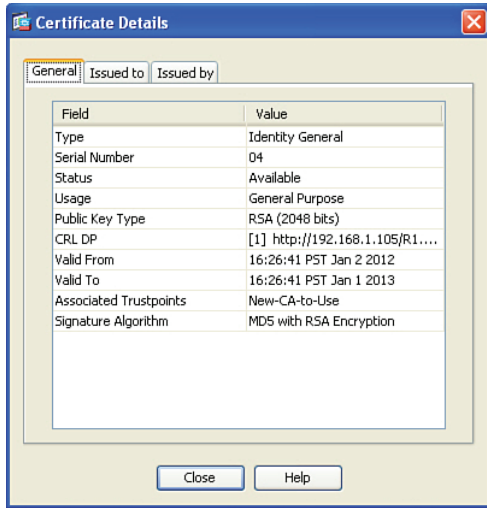 Certificate Details
General Issued to Issued by
Field Value
Type Identity General
Serial Number 04
Status Available
Usage General Purpose
Public Key Type RSA (2048 bits)
CRL DP [1] http://192.168.1.105/R1....
Valid From 16:26:41 PST Jan 2 2012
Valid To 16:26:41 PST Jan 1 2013
Associated Trustpoints New-CA-to-Use
Signature Algorithm MD5 with RSA Encryption
Close Help